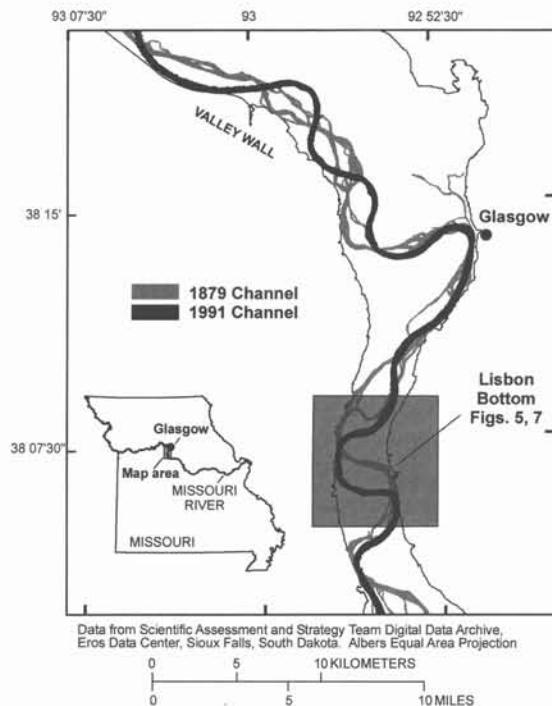 93 07'30"
93
92 52'30"
VALLEY WALL
38 15'
Glasgow
1879 Channel
1991 Channel
Lisbon
Bottom
Figs. 5, 7
38 07'30"
Glasgow
Map area
MISSOURI
RIVER
MISSOURI
Data from Scientific Assessment and Strategy Team Digital Data Archive,
Eros Data Center, Sioux Falls, South Dakota. Albers Equal Area Projection
0 5 10 KILOMETERS
0 5 10 MILES